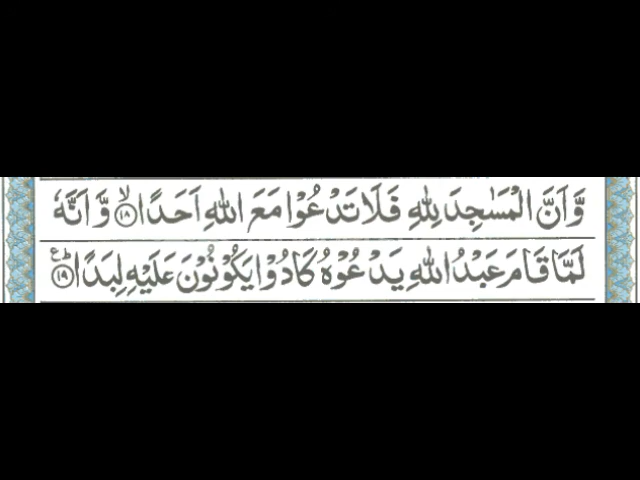 وَّاَنَّ الْمَسٰجِدَ لِلّٰهِ فَلَا تَدْعُوْا مَعَ اللّٰهِ اَحَدًا ۙ‏﴿۱۸﴾ وَّ اَنَّهٗ
لَمَّا قَامَ عَبْدُ اللّٰهِ يَدْعُوْهُ كَادُوْا يَكُوْنُوْنَ عَلَيْهِ لِبَدًا ؕ ع ﴿۱۹﴾